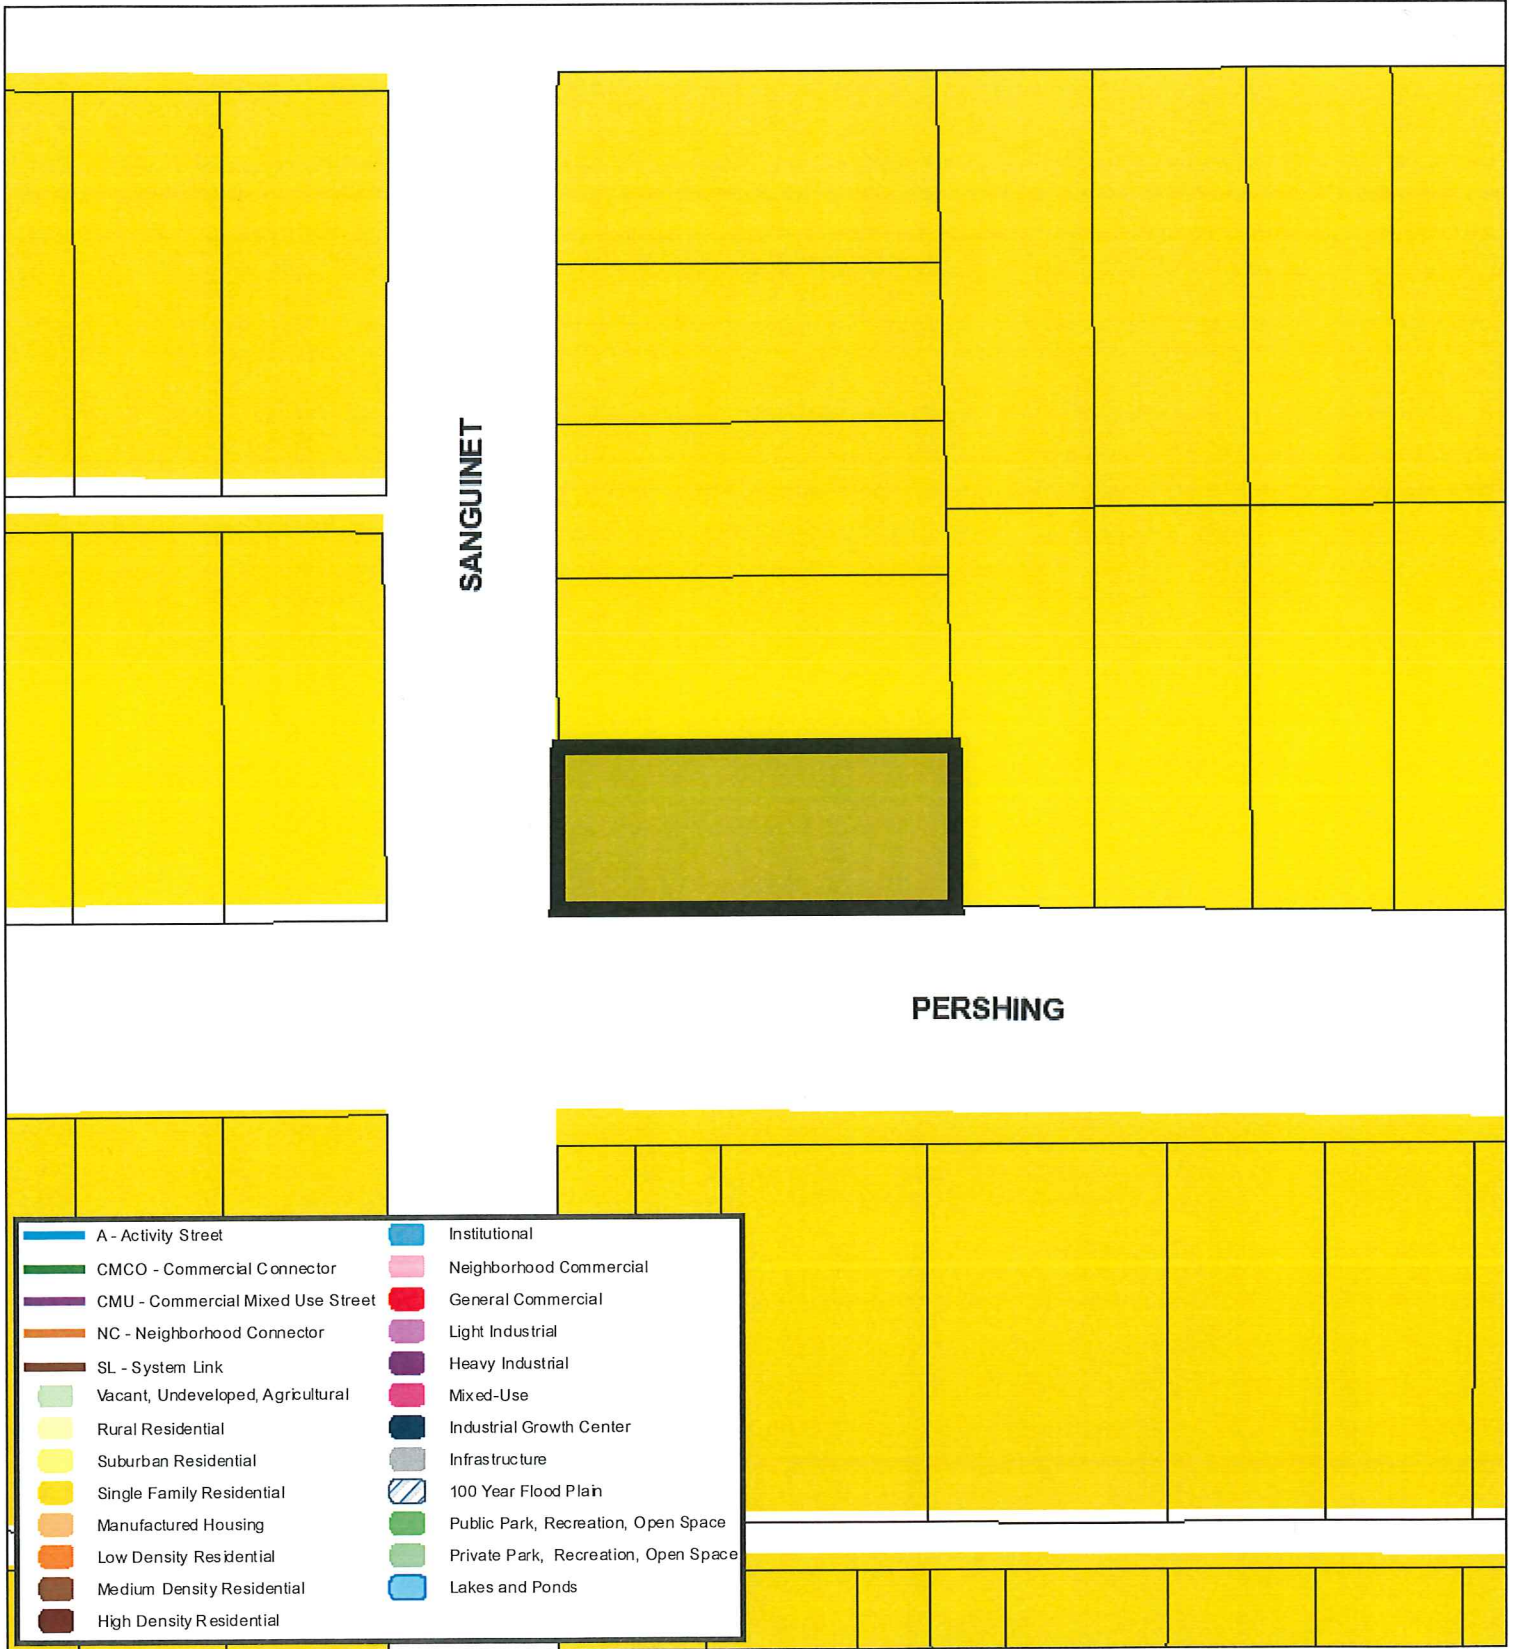 SANGUINET
PERSHING
A - Activity Street
CMCO - Commercial Connector
CMU - Commercial Mixed Use Street
NC - Neighborhood Connector
SL - System Link
Vacant, Undeveloped, Agricultural
Rural Residential
Suburban Residential
Single Family Residential
Manufactured Housing
Low Density Residential
Medium Density Residential
High Density Residential
Institutional
Neighborhood Commercial
General Commercial
Light Industrial
Heavy Industrial
Mixed-Use
Industrial Growth Center
Infrastructure
100 Year Flood Plain
Public Park, Recreation, Open Space
Private Park, Recreation, Open Space
Lakes and Ponds